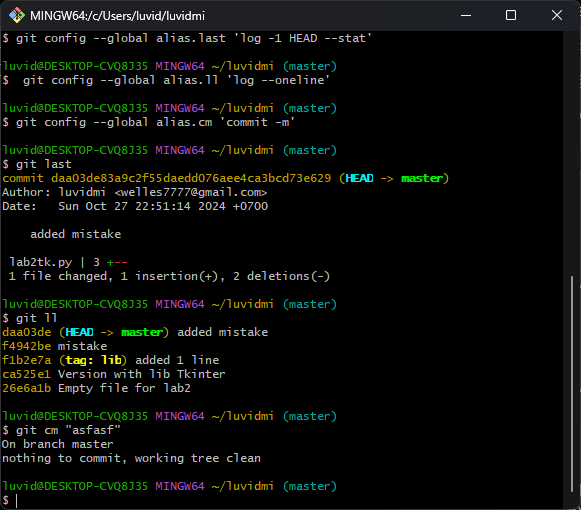 MINGW64:/c/Users/luvid/luvidmi
$ git config --global alias.last 'log -1 HEAD --stat'
luvid@DESKTOP-CVQ8J35 MINGW64 ~/luvidmi (master)
$  git config --global alias.ll 'log --oneline'
luvid@DESKTOP-CVQ8J35 MINGW64 ~/luvidmi (master)
$ git config --global alias.cm 'commit -m'
luvid@DESKTOP-CVQ8J35 MINGW64 ~/luvidmi (master)
$ git last
commit daa03de83a9c2f55daedd076aee4ca3bcd73e629 (HEAD -> master)
Author: luvidmi <welles7777@gmail.com>
Date:   Sun Oct 27 22:51:14 2024 +0700
added mistake
lab2tk.py | 3 +--
1 file changed, 1 insertion(+), 2 deletions(-)
luvid@DESKTOP-CVQ8J35 MINGW64 ~/luvidmi (master)
$ git ll
daa03de (HEAD -> master) added mistake
f4942be mistake
f1b2e7a (tag: lib) added 1 line
ca525e1 Version with lib Tkinter
26e6a1b Empty file for lab2
luvid@DESKTOP-CVQ8J35 MINGW64 ~/luvidmi (master)
$ git cm "asfasf"
On branch master
nothing to commit, working tree clean
luvid@DESKTOP-CVQ8J35 MINGW64 ~/luvidmi (master)
$